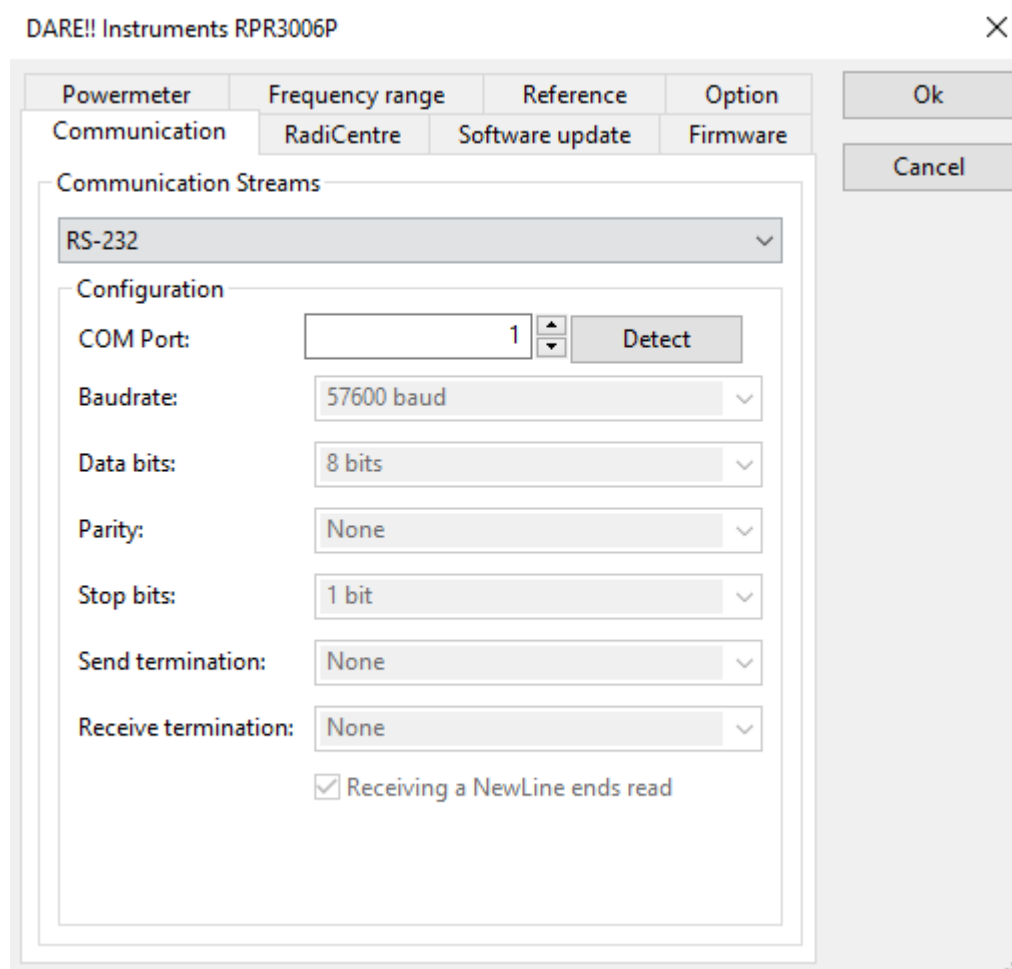 DARE!! Instruments RPR3006P
Powermeter Frequency range Reference Option
Ok
Communication RadiCentre Software update Firmware
Cancel
Communication Streams
RS-232
Configuration
COM Port: 1 Detect
Baudrate: 57600 baud
Data bits: 8 bits
Parity: None
Stop bits: 1 bit
Send termination: None
Receive termination: None
Receiving a NewLine ends read